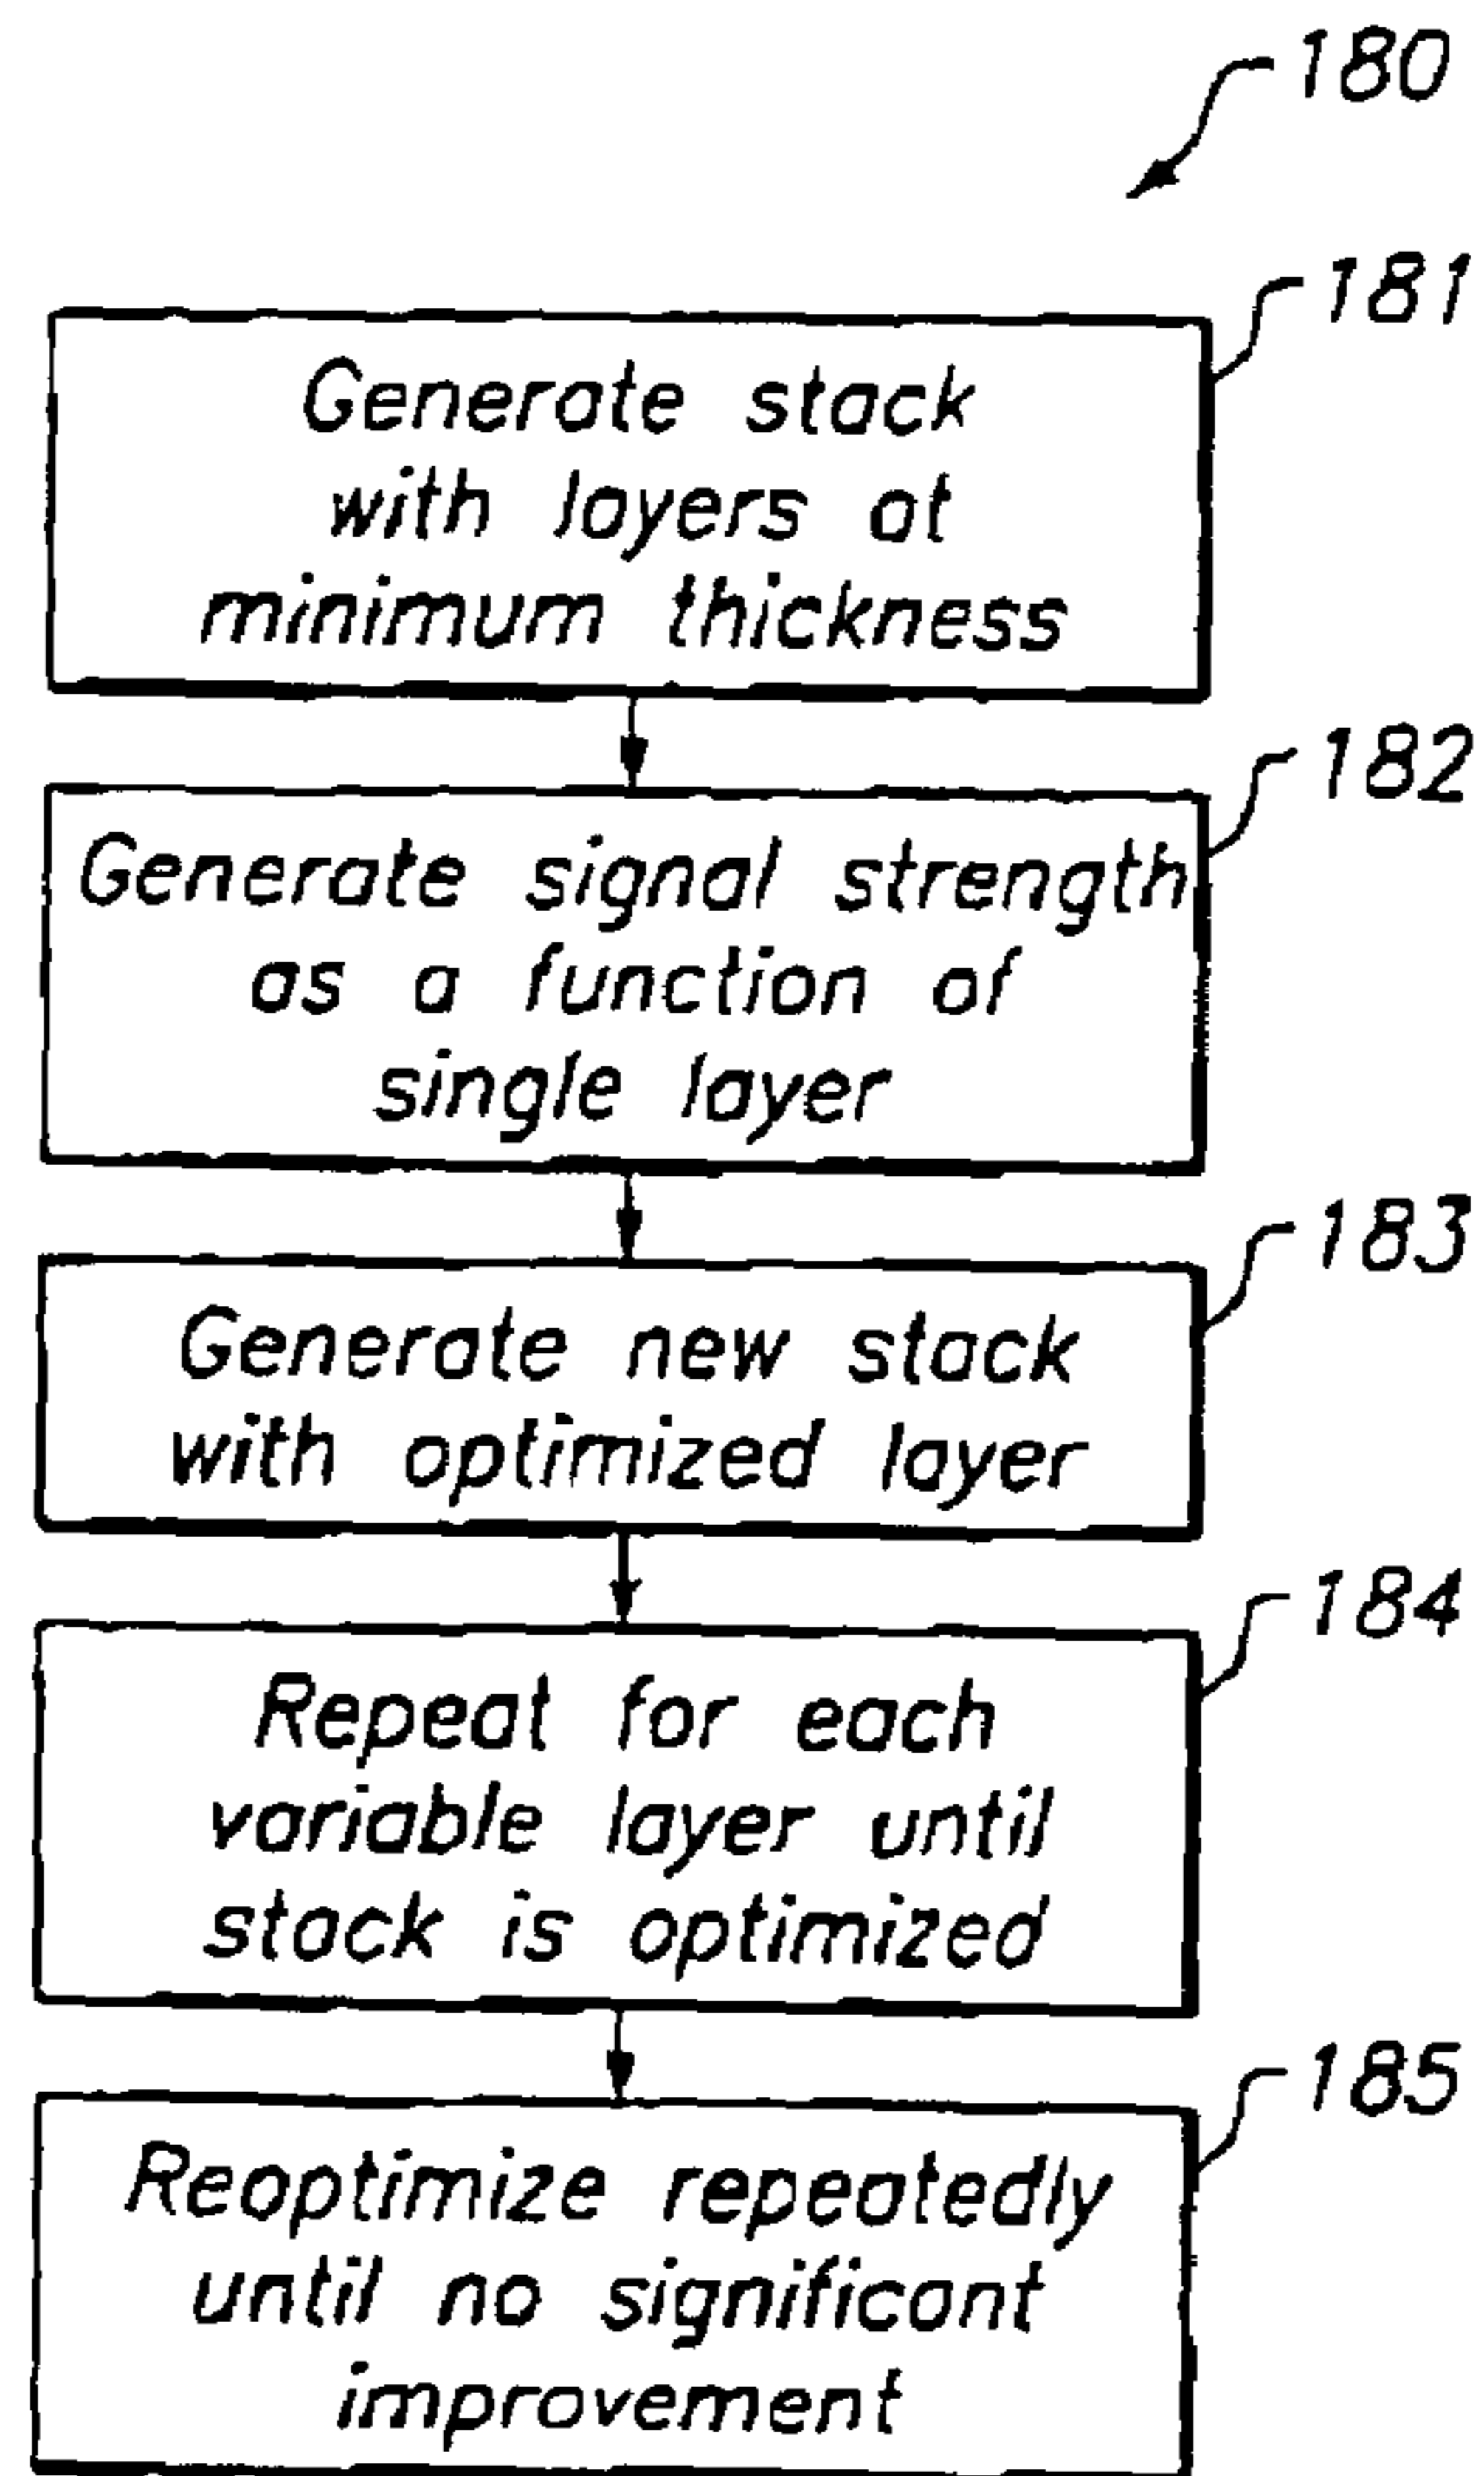 180
181
Generate stack
with layers at
minimum thickness
182
Generate signal strength
as a function of
single layer
183
Generate new stack
with optimized layer
184
Repeat for each
variable layer until
stack is optimized
185
Reoptimize repeatedly
until no significant
improvement